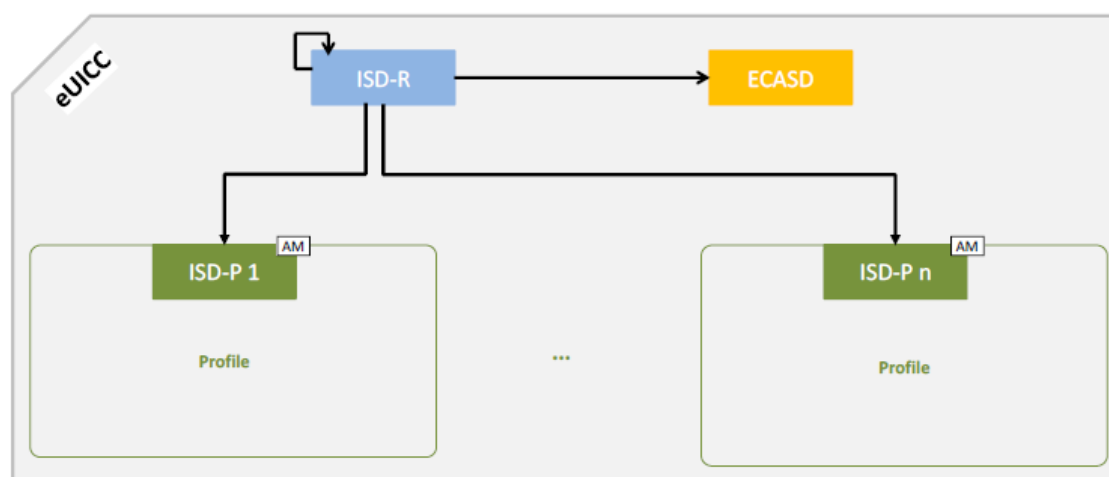 eUICC
ISD-R
ECASD
AM
ISD-P 1
AM
ISD-P n
Profile
...
Profile